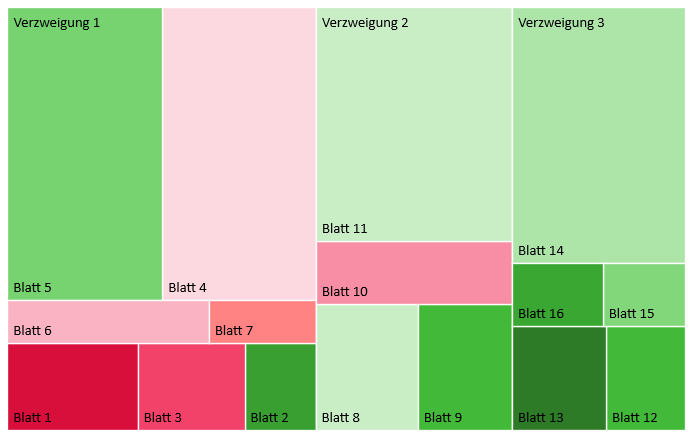 Verzweigung 1
Blatt 5
Blatt 4
Blatt 6
Blatt 7
Blatt 1
Blatt 3
Blatt 2
Verzweigung 2
Blatt 11
Blatt 10
Blatt 8
Blatt 9
Verzweigung 3
Blatt 14
Blatt 16
Blatt 15
Blatt 13
Blatt 12